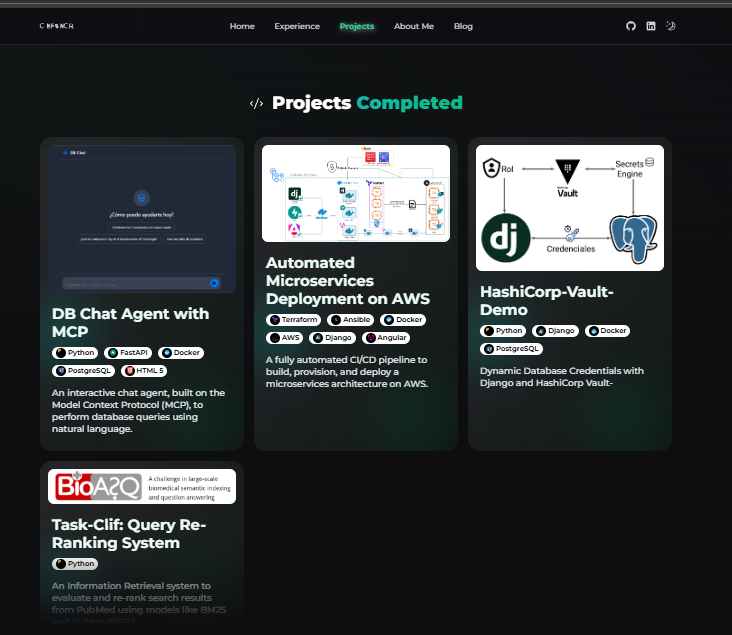 Home Experience Projects About Me Blog
</> Projects Completed
DB Chat
¿Cómo puedo ayudarte hoy?
DB Chat Agent with
MCP
Python FastAPI Docker
PostgreSQL HTML 5
An interactive chat agent, built on the
Model Context Protocol (MCP), to
perform database queries using
natural language.
Automated
Microservices
Deployment on AWS
Terraform Ansible Docker
AWS Django Angular
A fully automated CI/CD pipeline to
build, provision, and deploy a
microservices architecture on AWS.
Rol
Vault
Secrets
Engine
dj
Credenciales
HashiCorp-Vault-
Demo
Python Django Docker
PostgreSQL
Dynamic Database Credentials with
Django and HashiCorp Vault-
BioASQ
A challenge in large-scale
biomedical semantic indexing
and question answering
Task-Clif: Query Re-
Ranking System
Python
An Information Retrieval system to
evaluate and re-rank search results
from PubMed using models like BM25
and PubMedBERT